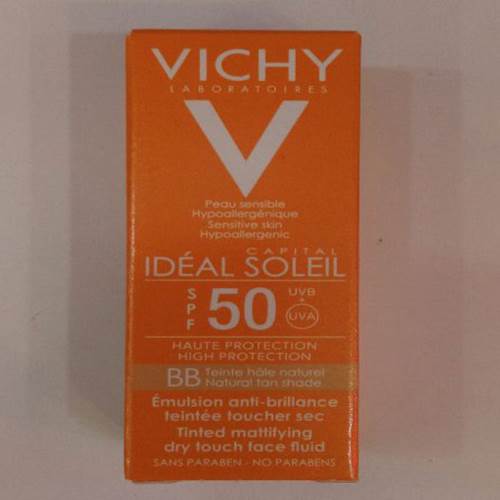 VICHY
LABORATOIRES
V
Peau sensible
Hypoallergénique
Sensitive skin
Hypoallergenic
CAPITAL
IDÉAL SOLEIL
SPF 50 UVB + UVA
HAUTE PROTECTION
HIGH PROTECTION
BB Teinte hâle naturel
Natural tan shade
Émulsion anti-brillance
teintée toucher sec
Tinted mattifying
dry touch face fluid
SANS PARABEN - NO PARABENS